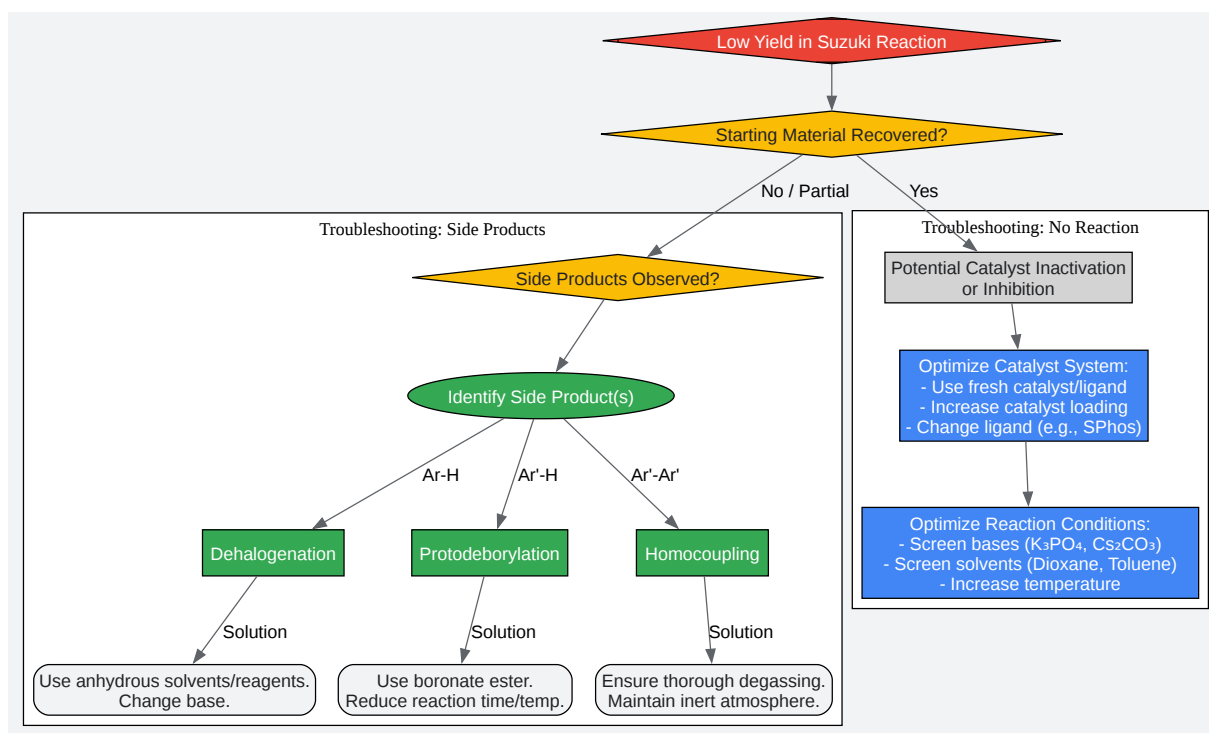 Low Yield in Suzuki Reaction
Starting Material Recovered?
No / Partial
Yes
Troubleshooting: Side Products
Side Products Observed?
Identify Side Product(s)
Ar-H
Ar'-H
Ar'-Ar'
Dehalogenation
Protodeborylation
Homocoupling
Solution
Solution
Solution
Use anhydrous solvents/reagents.
Change base.
Use boronate ester.
Reduce reaction time/temp.
Ensure thorough degassing.
Maintain inert atmosphere.
Troubleshooting: No Reaction
Potential Catalyst Inactivation
or Inhibition
Optimize Catalyst System:
- Use fresh catalyst/ligand
- Increase catalyst loading
- Change ligand (e.g., SPhos)
Optimize Reaction Conditions:
- Screen bases (K₃PO₄, Cs₂CO₃)
- Screen solvents (Dioxane, Toluene)
- Increase temperature